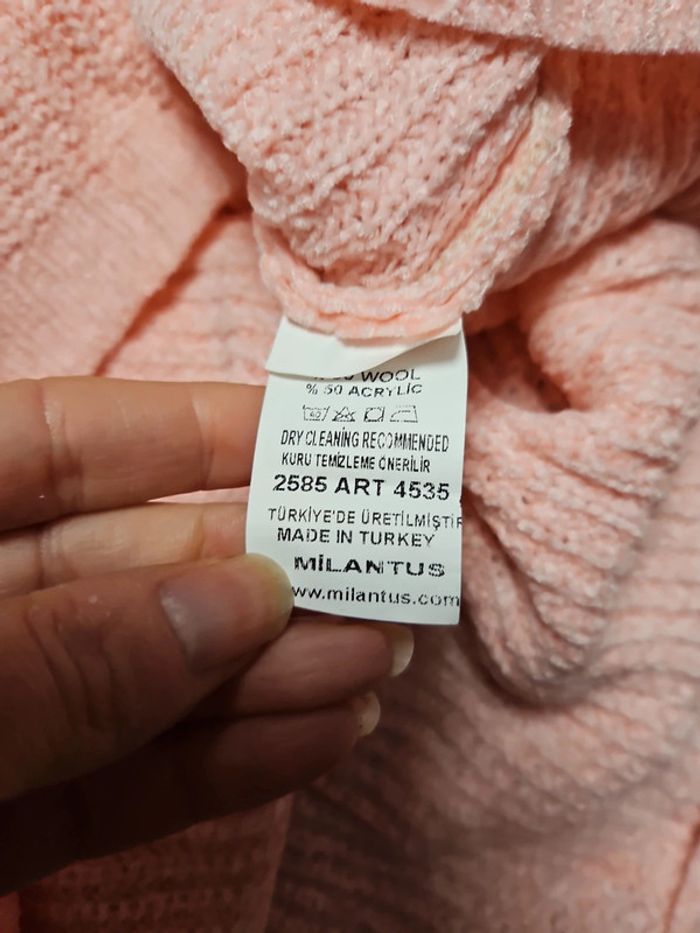 WOOL
% 50 ACRYLIC
DRY CLEANING RECOMMENDED
KURU TEMİZLEME ÖNERİLİR
2585 ART 4535
TÜRKİYE'DE ÜRETİLMİŞTİR
MADE IN TURKEY
MİLANTUS
www.milantus.com